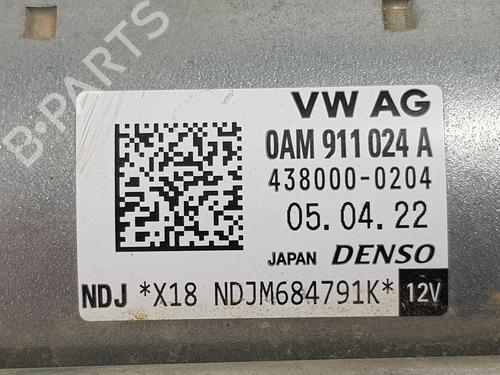 B-PARTS
VW AG
0AM 911 024 A
438000-0204
05.04.22
JAPAN DENSO
NDJ *X18 NDJM684791K* 12V